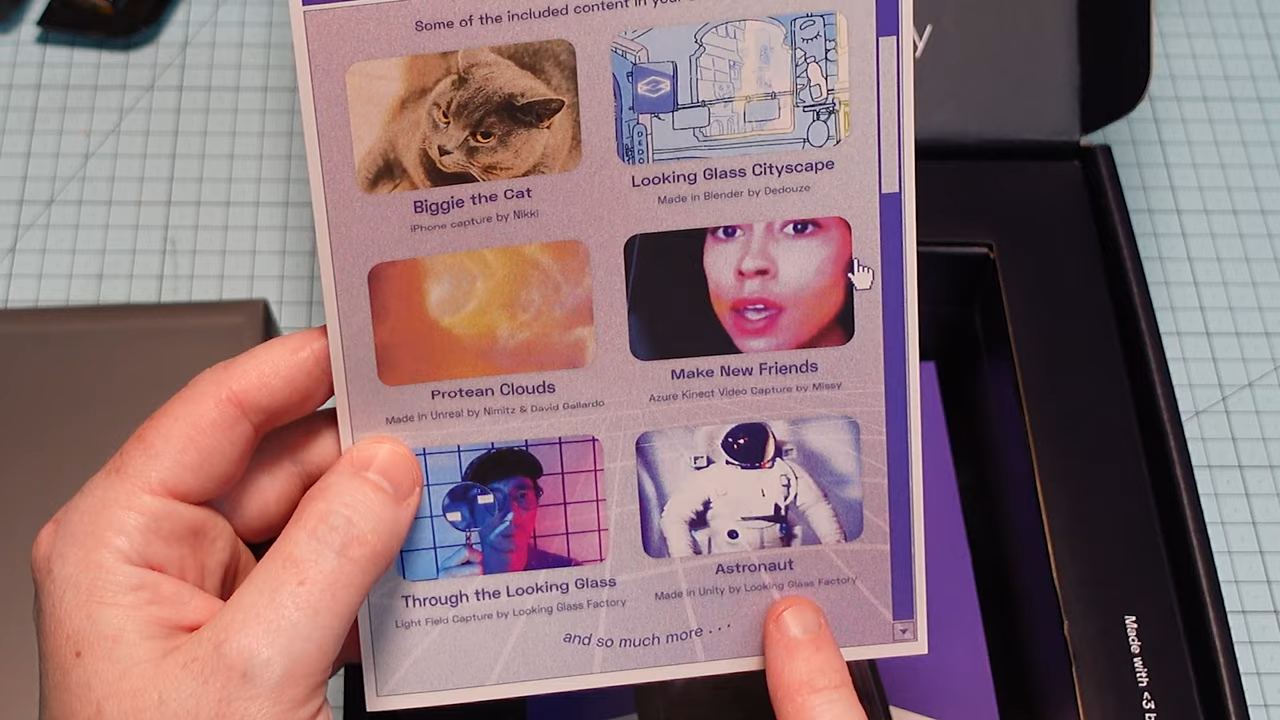 Some of the included content in your
Biggie the Cat
iPhone capture by Nikki
Looking Glass Cityscape
Made in Blender by Dedouze
Protean Clouds
Made in Unreal by Nimitz & David Gallardo
Make New Friends
Azure Kinect Video Capture by Missy
Through the Looking Glass
Light Field Capture by Looking Glass Factory
Astronaut
Made in Unity by Looking Glass Factory
and so much more · · ·
Made with <3 b
y